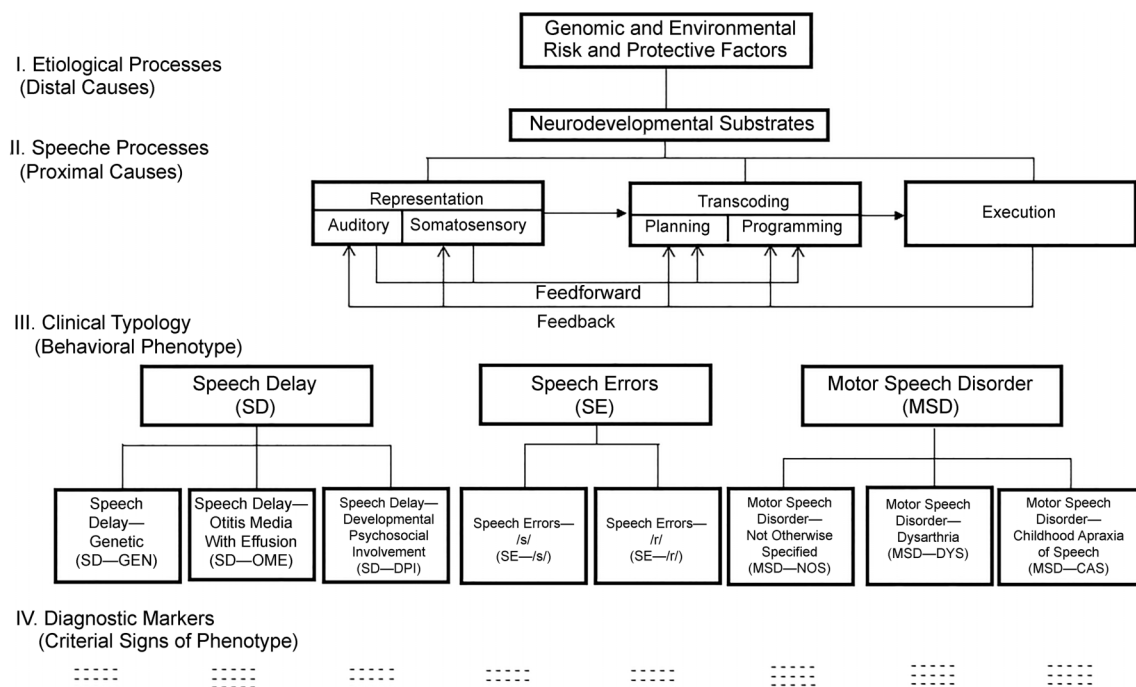 Genomic and Environmental
Risk and Protective Factors
I. Etiological Processes
(Distal Causes)
Neurodevelopmental Substrates
II. Speeche Processes
(Proximal Causes)
Representation
Auditory
Somatosensory
Transcoding
Planning
Programming
Execution
Feedforward
Feedback
III. Clinical Typology
(Behavioral Phenotype)
Speech Delay
(SD)
Speech Errors
(SE)
Motor Speech Disorder
(MSD)
Speech
Delay—
Genetic
(SD—GEN)
Speech Delay—
Otitis Media
With Effusion
(SD—OME)
Speech Delay—
Developmental
Psychosocial
Involvement
(SD—DPI)
Speech Errors—
/s/
(SE—/s/)
Speech Errors—
/r/
(SE—/r/)
Motor Speech
Disorder—
Not Otherwise
Specified
(MSD—NOS)
Motor Speech
Disorder—
Dysarthria
(MSD—DYS)
Motor Speech
Disorder—
Childhood Apraxia
of Speech
(MSD—CAS)
IV. Diagnostic Markers
(Criterial Signs of Phenotype)